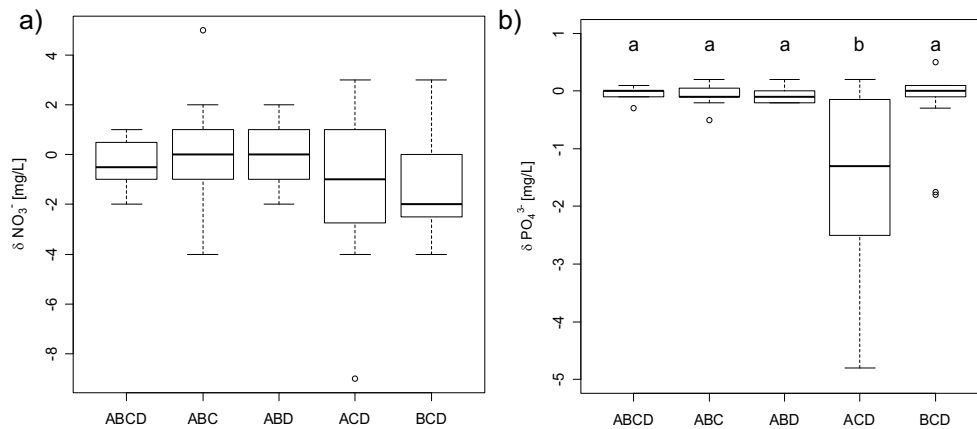 a)
δ NO₃⁻ [mg/L]
4
2
0
-2
-4
-6
-8
ABCD ABC ABD ACD BCD
b)
δ PO₄³⁻ [mg/L]
a a a b a
1
0
-1
-2
-3
-4
-5
ABCD ABC ABD ACD BCD